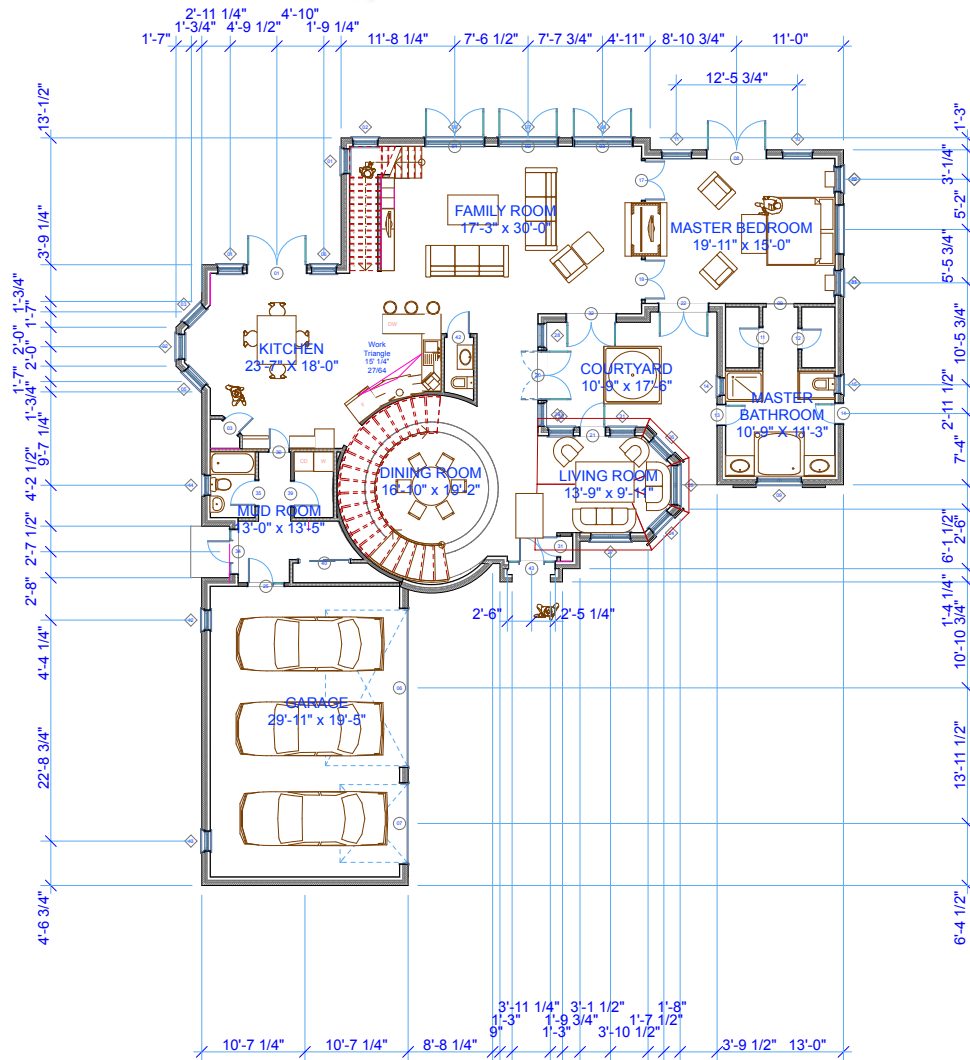 2'-11 1/4"
4'-10"
1'-3/4"
4'-9 1/2"
1'-9 1/4"
1'-7"
11'-8 1/4"
7'-6 1/2"
7'-7 3/4"
4'-11"
8'-10 3/4"
11'-0"
12'-5 3/4"
13'-1/2"
3'-9 1/4"
1'-3/4"
1'-7"
2'-0"
2'-0"
1'-7"
1'-3/4"
9'-7 1/4"
4'-2 1/2"
2'-7 1/2"
2'-8"
4'-4 1/4"
22'-8 3/4"
4'-6 3/4"
FAMILY ROOM
17'-3" x 30'-0"
MASTER BEDROOM
19'-11" x 15'-0"
KITCHEN
23'-7" X 18'-0"
DW
Work
Triangle
15' 1/4"
27/64
COURTYARD
10'-9" x 17'-6"
MASTER
BATHROOM
10'-9" X 11'-3"
DINING ROOM
16'-10" x 19'-2"
LIVING ROOM
13'-9" x 9'-11"
CD
W
MUD ROOM
13'-0" x 13'-5"
2'-6"
2'-5 1/4"
GARAGE
29'-11" x 19'-5"
1'-3"
3'-1/4"
5'-2"
5'-5 3/4"
10'-5 3/4"
2'-11 1/2"
7'-4"
2'-6"
6'-1 1/2"
1'-4 1/4"
10'-10 3/4"
13'-11 1/2"
6'-4 1/2"
3'-11 1/4"
3'-1 1/2"
1'-8"
1'-3"
1'-9 3/4"
1'-7 1/2"
9"
1'-3"
3'-10 1/2"
10'-7 1/4"
10'-7 1/4"
8'-8 1/4"
3'-9 1/2"
13'-0"